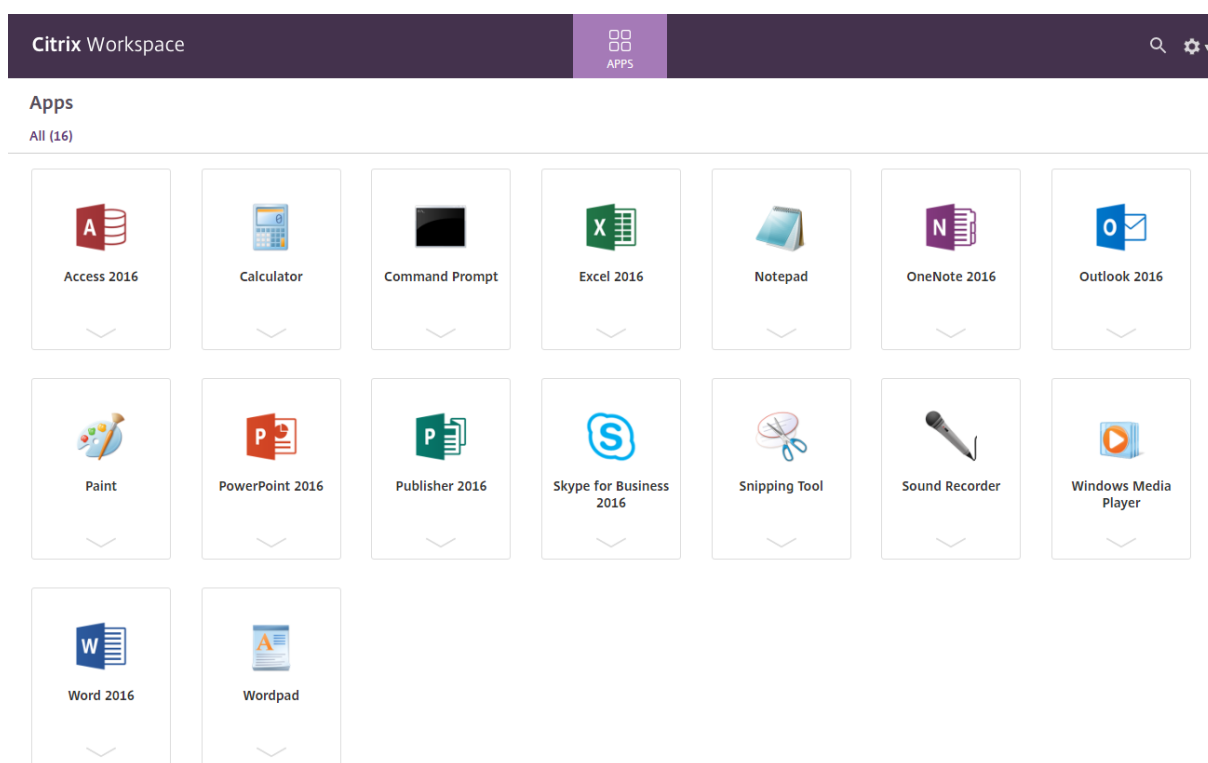 Citrix Workspace
APPS
Apps
All (16)
Access 2016
Calculator
Command Prompt
Excel 2016
Notepad
OneNote 2016
Outlook 2016
Paint
PowerPoint 2016
Publisher 2016
Skype for Business
2016
Snipping Tool
Sound Recorder
Windows Media
Player
Word 2016
Wordpad